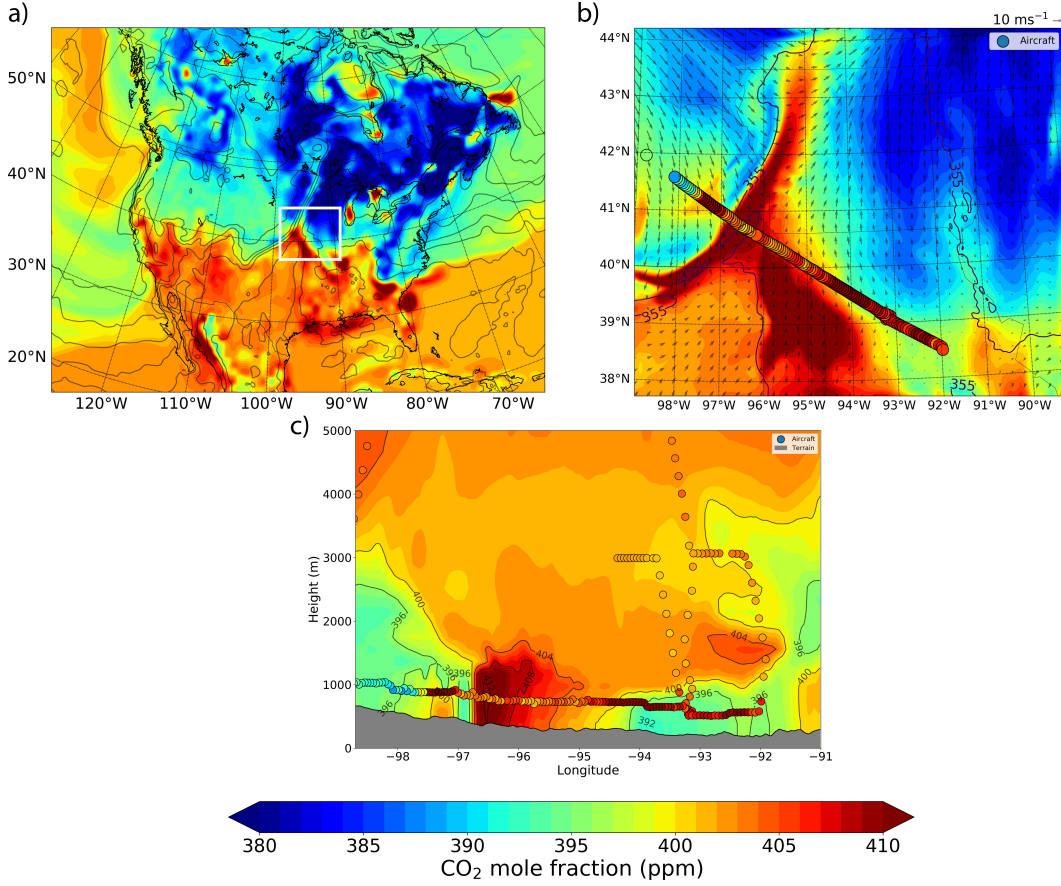 a)
50°N
40°N
30°N
20°N
120°W 110°W 100°W 90°W 80°W 70°W
b)
10 ms⁻¹
Aircraft
44°N
43°N
42°N
41°N
40°N
39°N
38°N
355
355
355
355
98°W 97°W 96°W 95°W 94°W 93°W 92°W 91°W 90°W
c)
Aircraft
Terrain
5000
4000
3000
2000
1000
0
Height (m)
400
396
396
396
404
408
404
400
396
392
396
396
400
−98 −97 −96 −95 −94 −93 −92 −91
Longitude
380 385 390 395 400 405 410
CO₂ mole fraction (ppm)